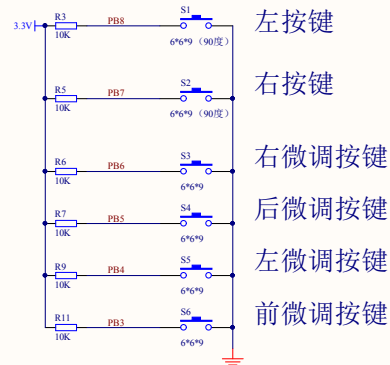 3.3V
R3
10K
PB8
S1
6*6*9（90度）
左按键
R5
10K
PB7
S2
6*6*9（90度）
右按键
R6
10K
PB6
S3
6*6*9
右微调按键
R7
10K
PB5
S4
6*6*9
后微调按键
R9
10K
PB4
S5
6*6*9
左微调按键
R11
10K
PB3
S6
6*6*9
前微调按键